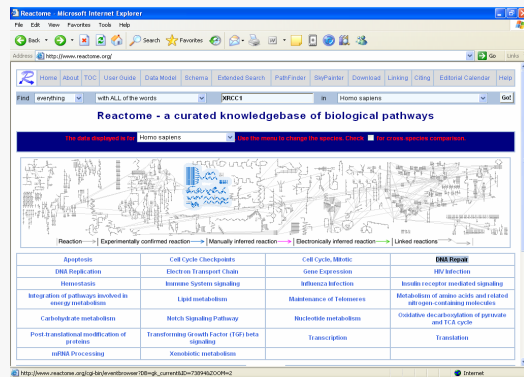 Reactome - Microsoft Internet Explorer
File Edit View Favorites Tools Help
Back Search Favorites
Address http://www.reactome.org/ Go Links
Home About TOC User Guide Data Model Schema Extended Search PathFinder SkyPainter Download Linking Citing Editorial Calendar Help
Find everything with ALL of the words XRCC1 in Homo sapiens Go!
Reactome - a curated knowledgebase of biological pathways
The data displayed is for Homo sapiens Use the menu to change the species. Check for cross-species comparison.
Reaction Experimentally confirmed reaction Manually inferred reaction Electronically inferred reaction Linked reactions
Apoptosis Cell Cycle Checkpoints Cell Cycle, Mitotic DNA Repair
DNA Replication Electron Transport Chain Gene Expression HIV Infection
Hemostasis Immune System signaling Influenza Infection Insulin receptor mediated signaling
Integration of pathways involved in energy metabolism Lipid metabolism Maintenance of Telomeres Metabolism of amino acids and related nitrogen-containing molecules
Carbohydrate metabolism Notch Signaling Pathway Nucleotide metabolism Oxidative decarboxylation of pyruvate and TCA cycle
Post-translational modification of proteins Transforming Growth Factor (TGF) beta signaling Transcription Translation
mRNA Processing Xenobiotic metabolism
http://www.reactome.org/cgi-bin/eventbrowser?DB=gk_current&ID=73894&ZOOM=2 Internet